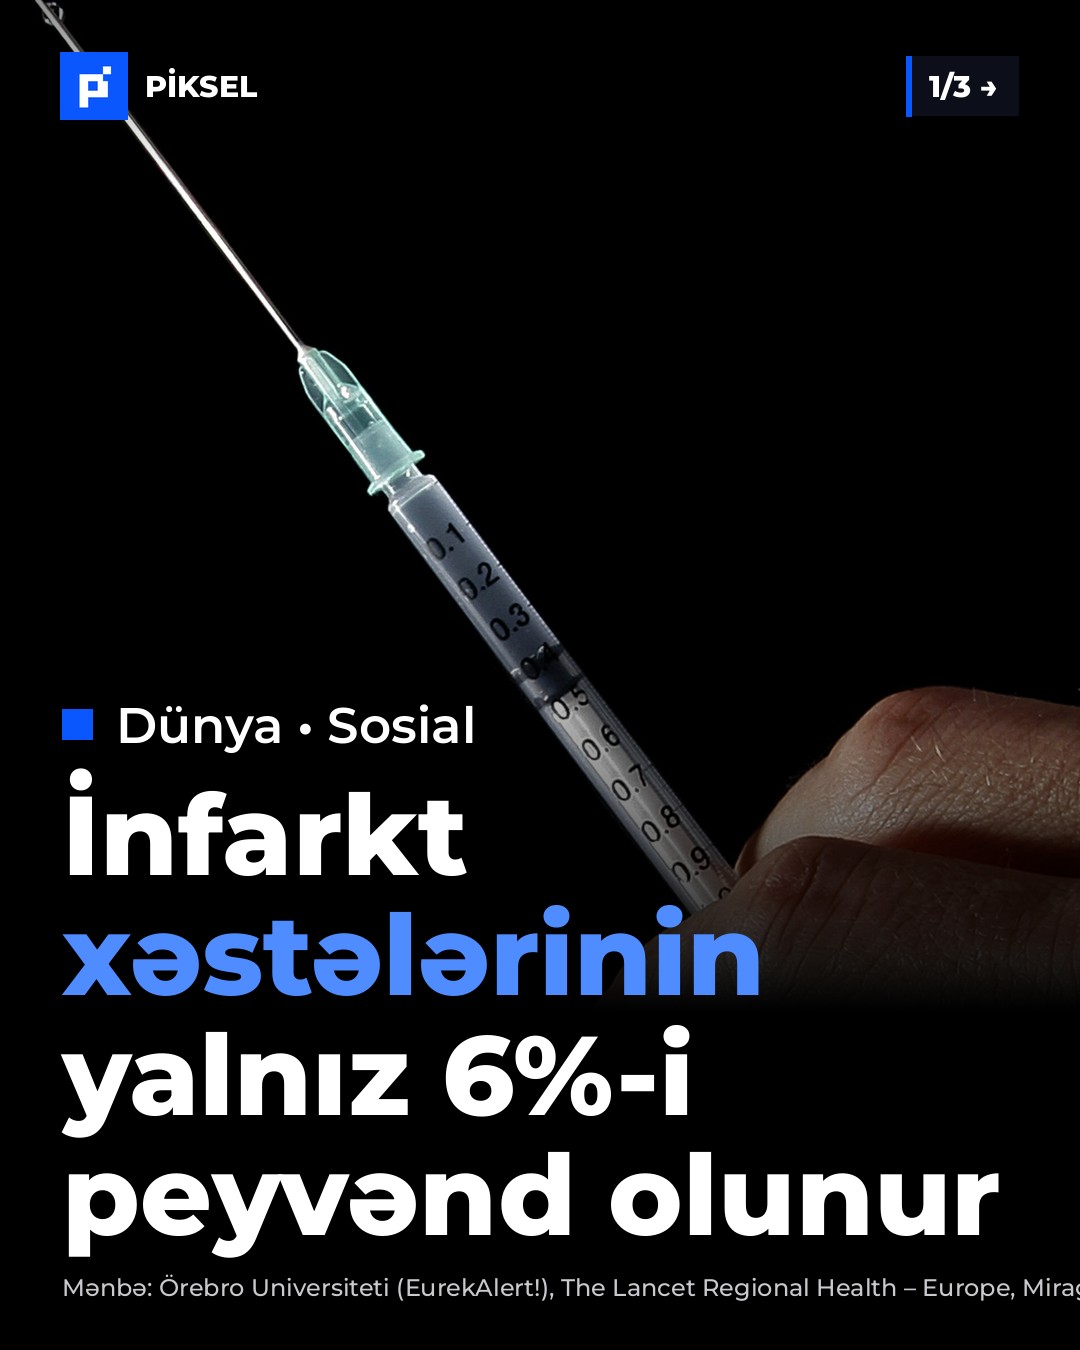 PİKSEL
1/3 →
0.1
0.2
0.3
0.4
0.5
0.6
0.7
0.8
0.9
Dünya • Sosial
İnfarkt
xəstələrinin
yalnız 6%-i
peyvənd olunur
Mənbə: Örebro Universiteti (EurekAlert!), The Lancet Regional Health – Europe,